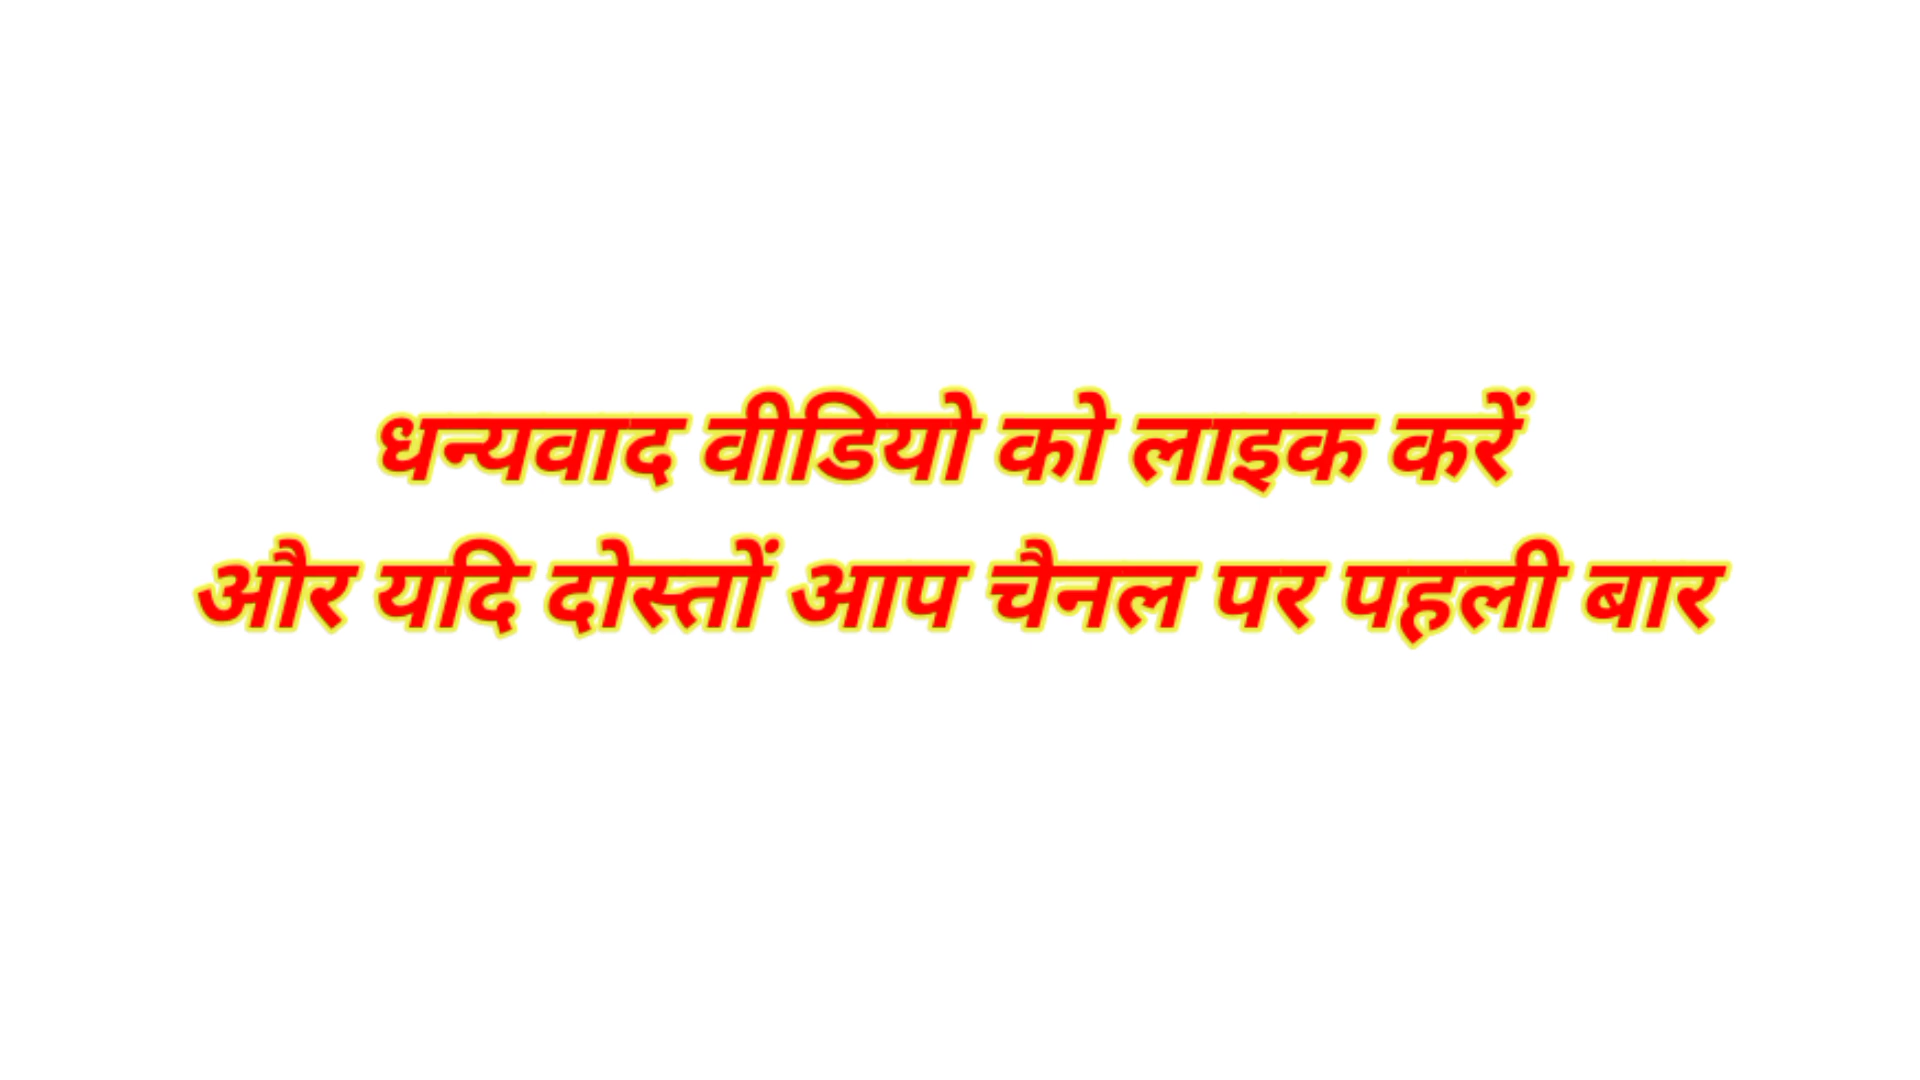 धन्यवाद वीडियो को लाइक करें
और यदि दोस्तों आप चैनल पर पहली बार